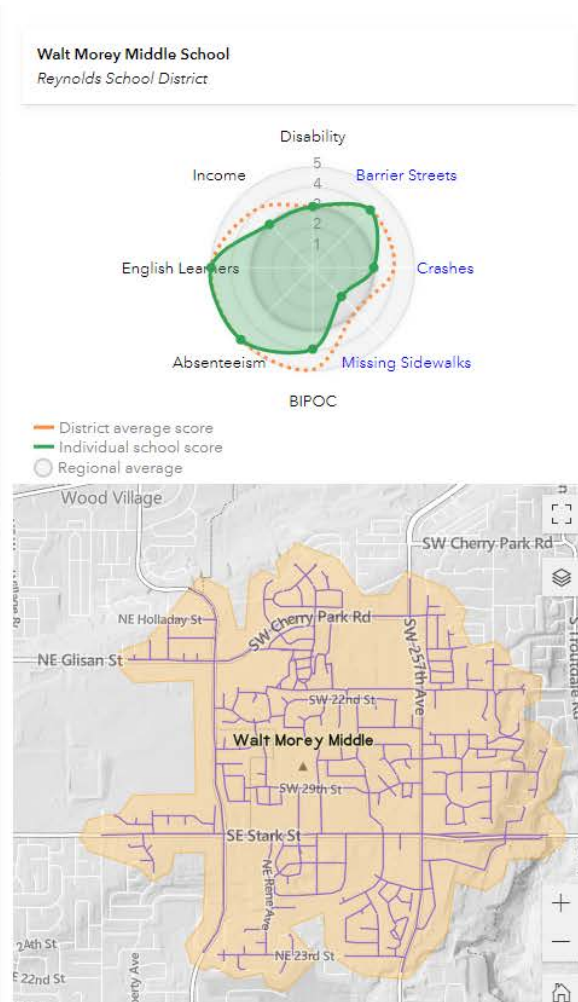 Walt Morey Middle School
Reynolds School District
Disability
Income
Barrier Streets
5
4
3
2
1
English Learners
Crashes
Absenteeism
Missing Sidewalks
BIPOC
District average score
Individual school score
Regional average
Wood Village
SW Cherry Park Rd
NE Holladay St
SW Cherry Park Rd
SW 257th Ave
S Troutdale Rd
NE Glisan St
SW 22nd St
Walt Morey Middle
SW 29th St
SE Stark St
NE Rene Ave
NE 23rd St
E 22nd St
+
−